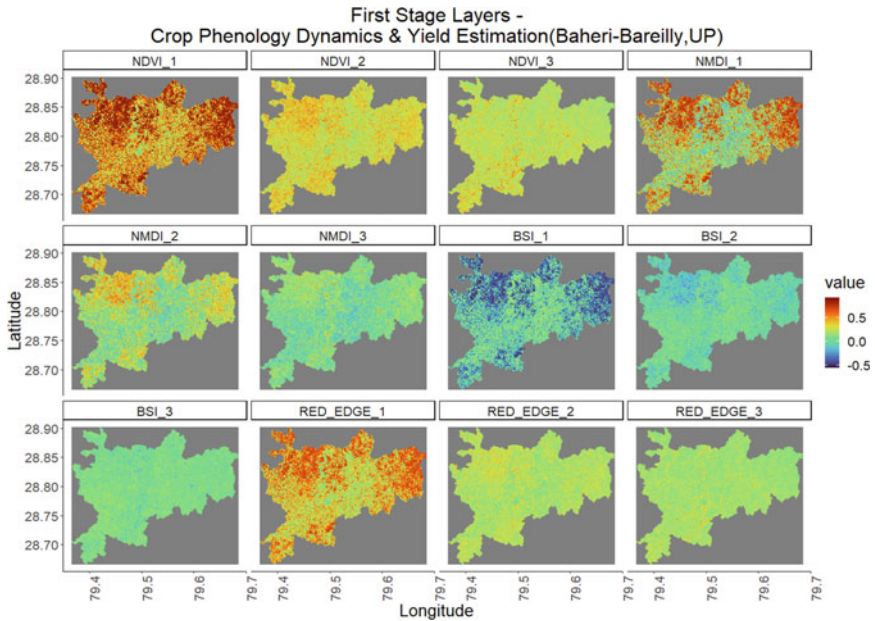 First Stage Layers -
Crop Phenology Dynamics & Yield Estimation(Baheri-Bareilly,UP)
NDVI_1 NDVI_2 NDVI_3 NMDI_1
28.90
28.85
28.80
28.75
28.70
NMDI_2 NMDI_3 BSI_1 BSI_2
28.90
28.85
28.80
28.75
28.70
Latitude
value
0.5
0.0
-0.5
BSI_3 RED_EDGE_1 RED_EDGE_2 RED_EDGE_3
28.90
28.85
28.80
28.75
28.70
79.4 79.5 79.6 79.7 79.4 79.5 79.6 79.7 79.4 79.5 79.6 79.7 79.4 79.5 79.6 79.7
Longitude